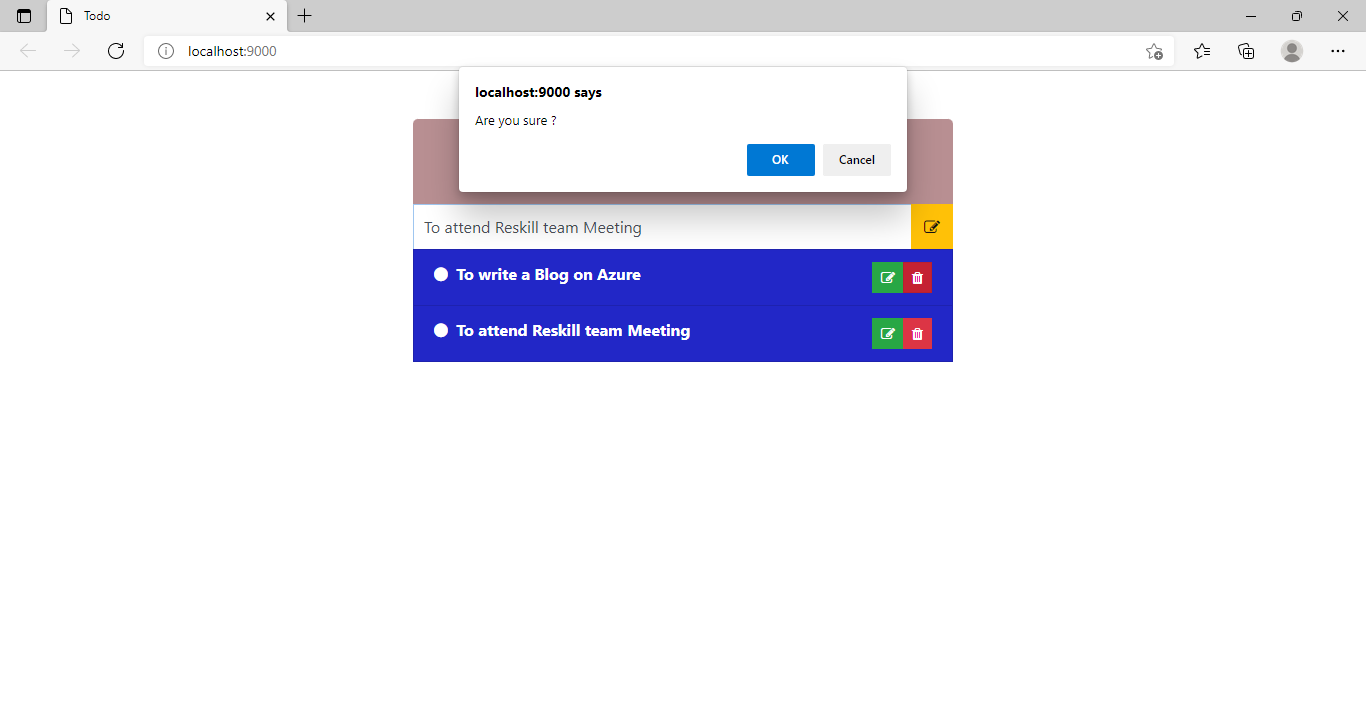 Todo
localhost:9000
localhost:9000 says
Are you sure ?
OK Cancel
To attend Reskill team Meeting
To write a Blog on Azure
To attend Reskill team Meeting